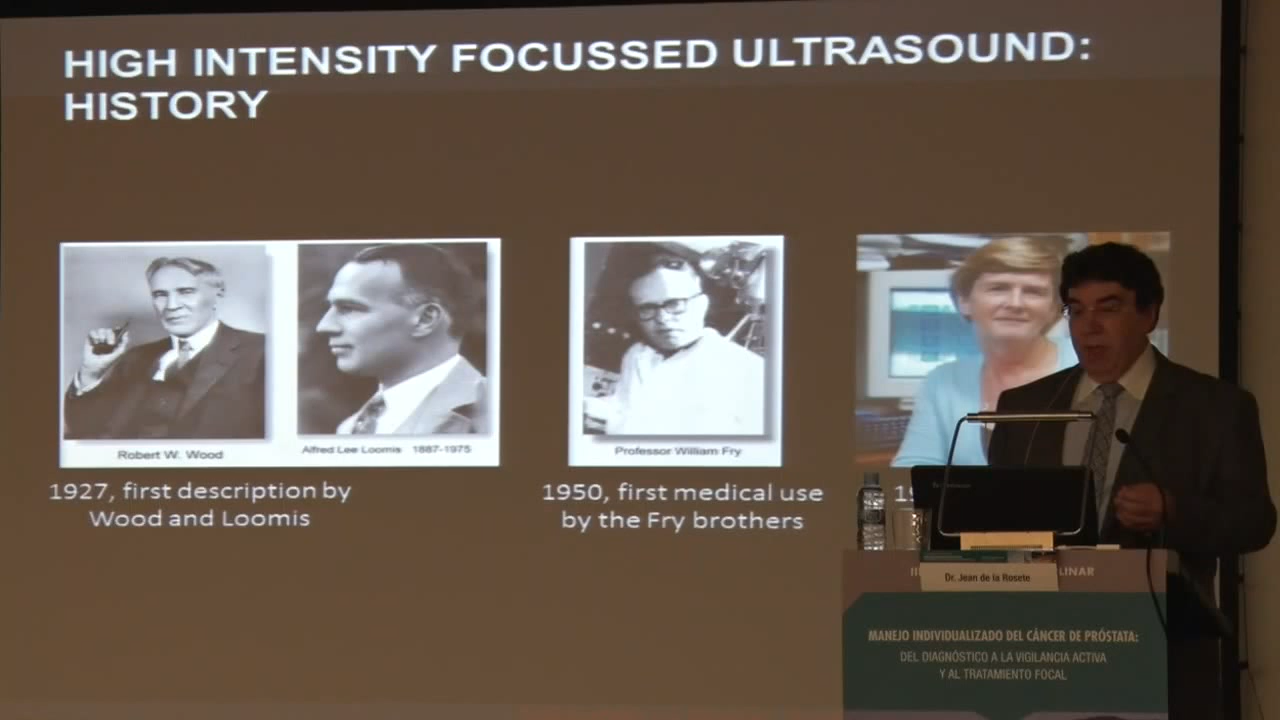 HIGH INTENSITY FOCUSSED ULTRASOUND:
HISTORY
Robert W. Wood
Alfred Lee Loomis 1887-1975
Professor William Fry
1927, first description by
Wood and Loomis
1950, first medical use
by the Fry brothers
Dr. Jean de la Rosete
MANEJO INDIVIDUALIZADO DEL CÁNCER DE PRÓSTATA:
DEL DIAGNÓSTICO A LA VIGILANCIA ACTIVA
Y AL TRATAMIENTO FOCAL